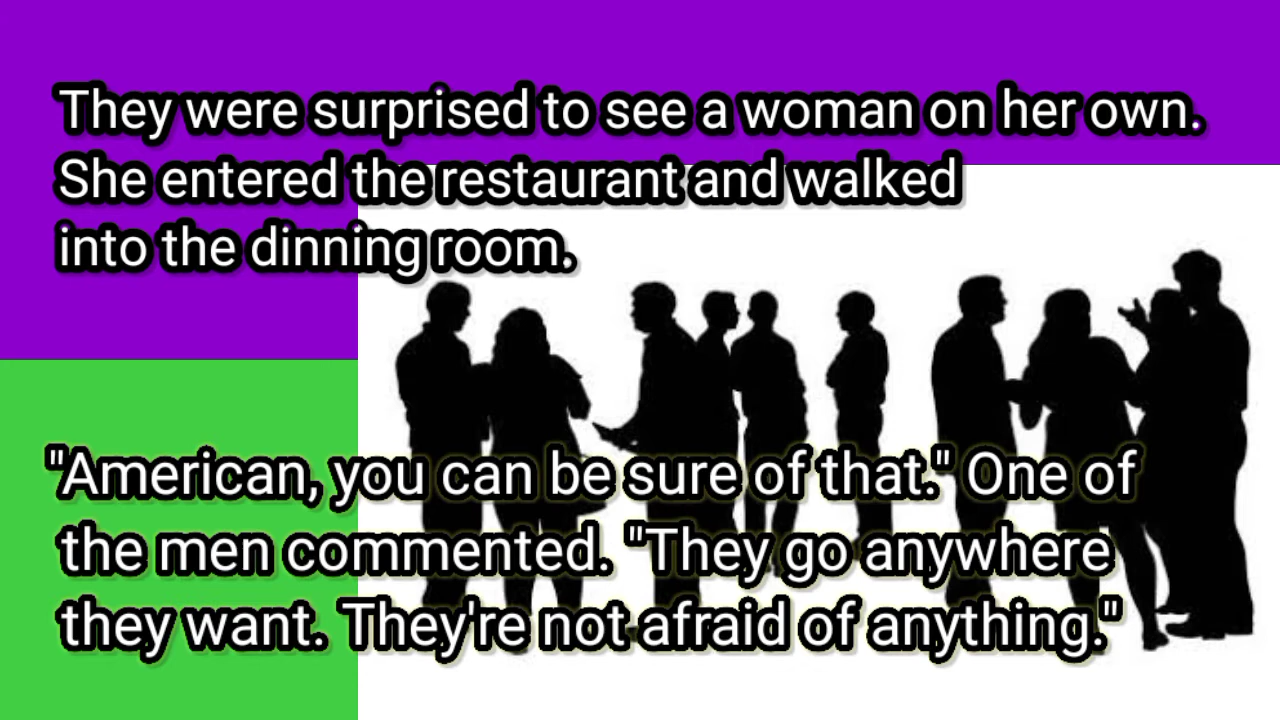 They were surprised to see a woman on her own.
She entered the restaurant and walked
into the dinning room.
"American, you can be sure of that." One of
the men commented. "They go anywhere
they want. They're not afraid of anything."